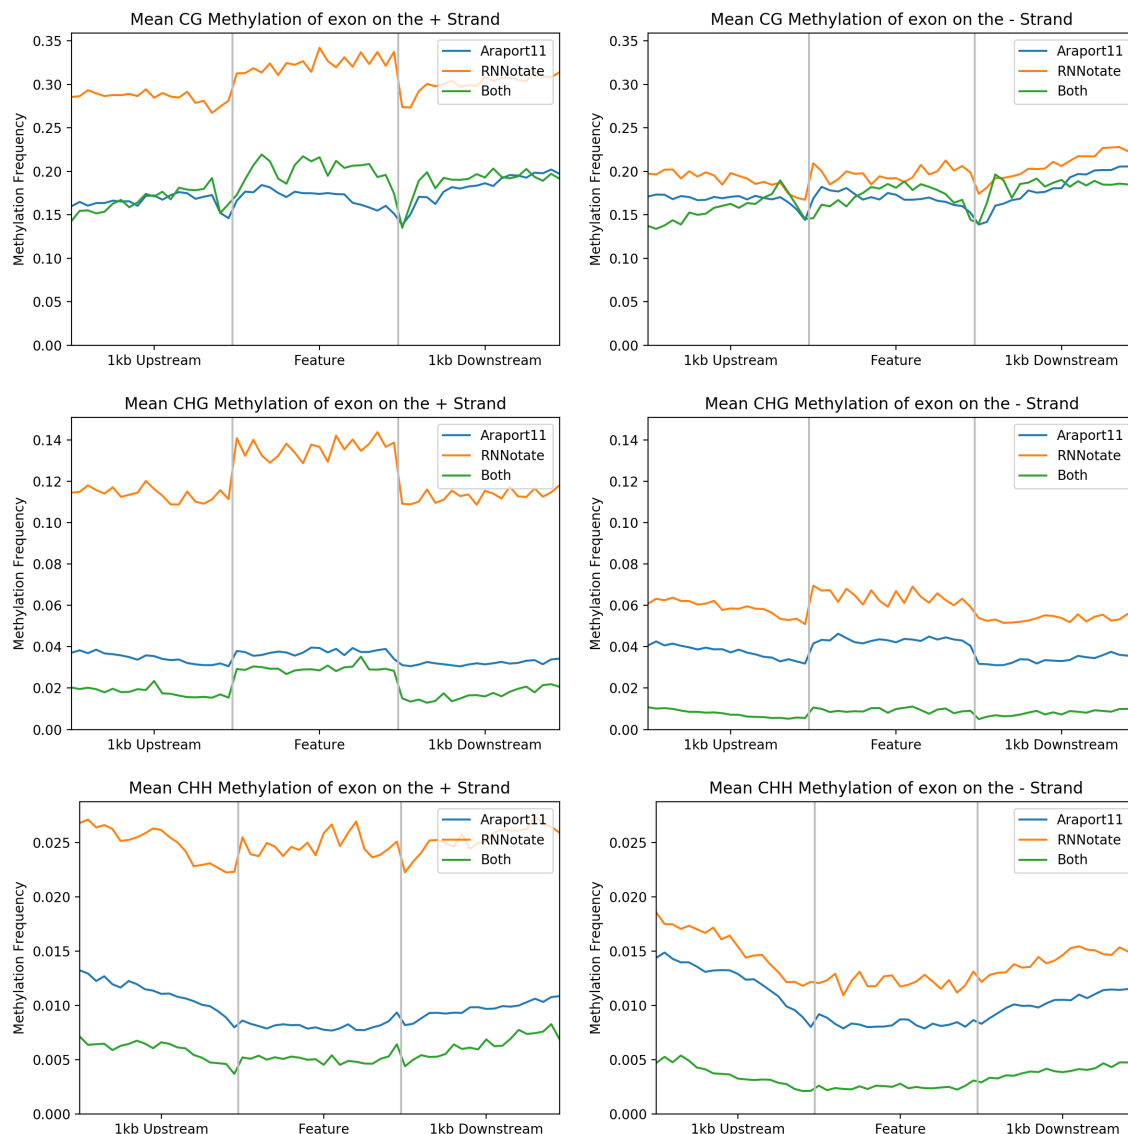 Mean CG Methylation of exon on the + Strand
Methylation Frequency
0.35
0.30
0.25
0.20
0.15
0.10
0.05
0.00
Araport11
RNNotate
Both
1kb Upstream Feature 1kb Downstream
Mean CG Methylation of exon on the - Strand
Methylation Frequency
0.35
0.30
0.25
0.20
0.15
0.10
0.05
0.00
Araport11
RNNotate
Both
1kb Upstream Feature 1kb Downstream
Mean CHG Methylation of exon on the + Strand
Methylation Frequency
0.14
0.12
0.10
0.08
0.06
0.04
0.02
0.00
Araport11
RNNotate
Both
1kb Upstream Feature 1kb Downstream
Mean CHG Methylation of exon on the - Strand
Methylation Frequency
0.14
0.12
0.10
0.08
0.06
0.04
0.02
0.00
Araport11
RNNotate
Both
1kb Upstream Feature 1kb Downstream
Mean CHH Methylation of exon on the + Strand
Methylation Frequency
0.025
0.020
0.015
0.010
0.005
0.000
Araport11
RNNotate
Both
1kb Upstream Feature 1kb Downstream
Mean CHH Methylation of exon on the - Strand
Methylation Frequency
0.025
0.020
0.015
0.010
0.005
0.000
Araport11
RNNotate
Both
1kb Upstream Feature 1kb Downstream